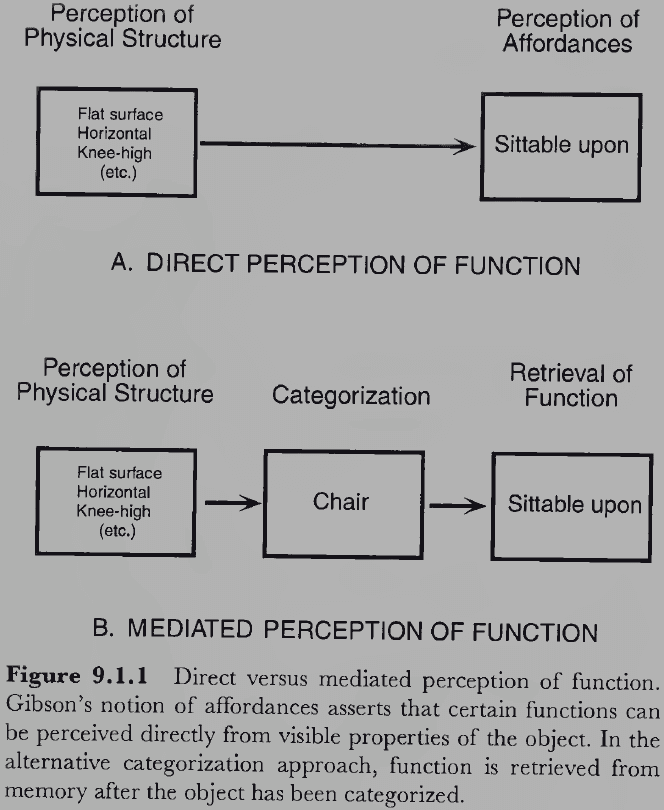 Perception of
Physical Structure
Perception of
Affordances
Flat surface
Horizontal
Knee-high
(etc.)
Sittable upon
A. DIRECT PERCEPTION OF FUNCTION
Perception of
Physical Structure
Categorization
Retrieval of
Function
Flat surface
Horizontal
Knee-high
(etc.)
Chair
Sittable upon
B. MEDIATED PERCEPTION OF FUNCTION
Figure 9.1.1 Direct versus mediated perception of function.
Gibson's notion of affordances asserts that certain functions can
be perceived directly from visible properties of the object. In the
alternative categorization approach, function is retrieved from
memory after the object has been categorized.